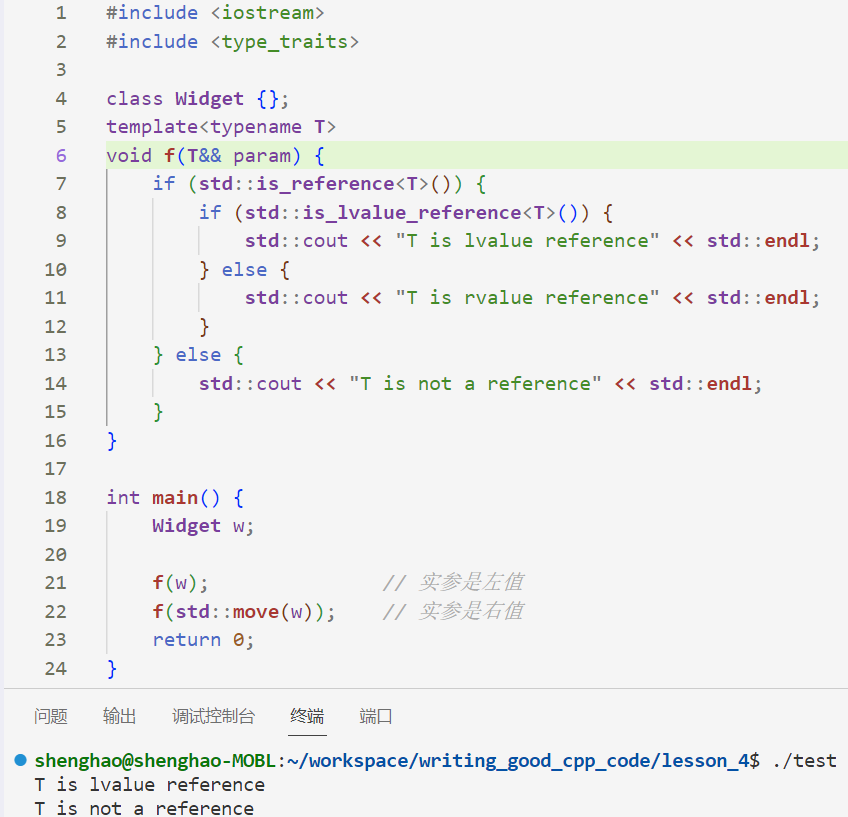 1 #include <iostream>
2 #include <type_traits>
3
4 class Widget {};
5 template<typename T>
6 void f(T&& param) {
7     if (std::is_reference<T>()) {
8         if (std::is_lvalue_reference<T>()) {
9             std::cout << "T is lvalue reference" << std::endl;
10         } else {
11             std::cout << "T is rvalue reference" << std::endl;
12         }
13     } else {
14         std::cout << "T is not a reference" << std::endl;
15     }
16 }
17
18 int main() {
19     Widget w;
20
21     f(w);               // 实参是左值
22     f(std::move(w));    // 实参是右值
23     return 0;
24 }
问题 输出 调试控制台 终端 端口
shenghao@shenghao-MOBL:~/workspace/writing_good_cpp_code/lesson_4$ ./test
T is lvalue reference
T is not a reference